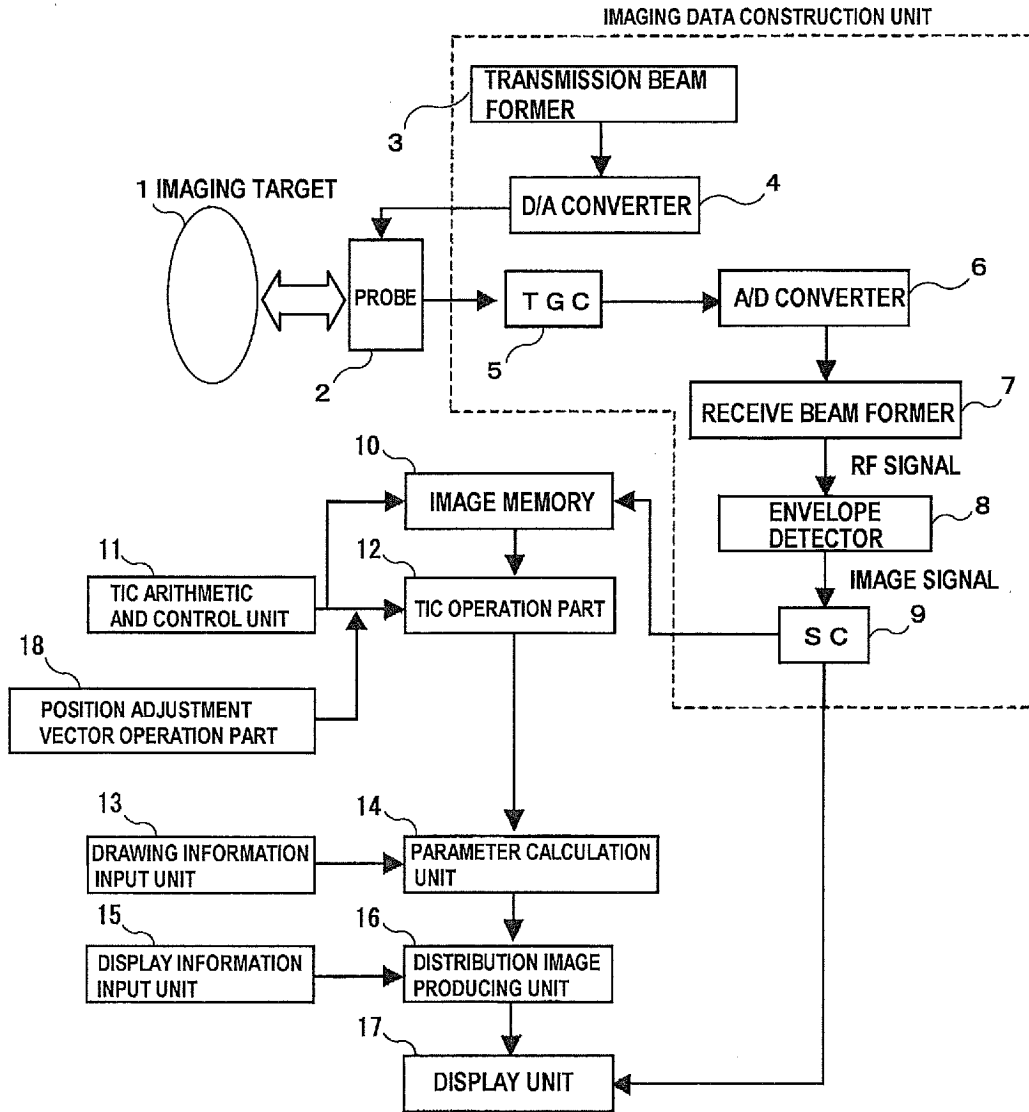 IMAGING DATA CONSTRUCTION UNIT
TRANSMISSION BEAM
FORMER
3
D/A CONVERTER
4
1 IMAGING TARGET
PROBE
2
T G C
5
A/D CONVERTER
6
RECEIVE BEAM FORMER
7
RF SIGNAL
ENVELOPE
DETECTOR
8
IMAGE SIGNAL
S C
9
10
IMAGE MEMORY
11
TIC ARITHMETIC
AND CONTROL UNIT
12
TIC OPERATION PART
18
POSITION ADJUSTMENT
VECTOR OPERATION PART
13
DRAWING INFORMATION
INPUT UNIT
14
PARAMETER CALCULATION
UNIT
15
DISPLAY INFORMATION
INPUT UNIT
16
DISTRIBUTION IMAGE
PRODUCING UNIT
17
DISPLAY UNIT